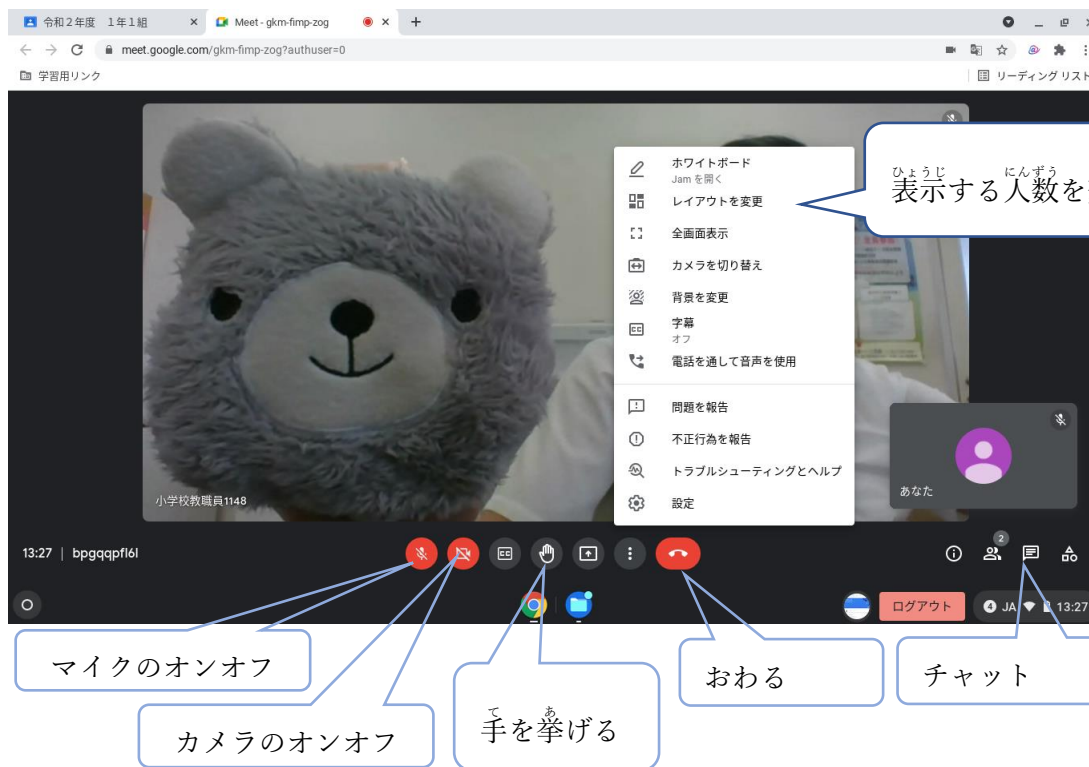 令和２年度　１年１組
Meet - gkm-fimp-zog
meet.google.com/gkm-fimp-zog?authuser=0
学習用リンク
リーディング リスト
ホワイトボード
Jam を開く
レイアウトを変更
全画面表示
カメラを切り替え
背景を変更
字幕
オフ
電話を通して音声を使用
問題を報告
不正行為を報告
トラブルシューティングとヘルプ
設定
ひょうじ にんずう
表示する人数を
小学校教職員1148
あなた
13:27 | bpgqqpfl6l
2
ログアウト
4 JA 13:27
マイクのオンオフ
カメラのオンオフ
て あ
手を挙げる
おわる
チャット